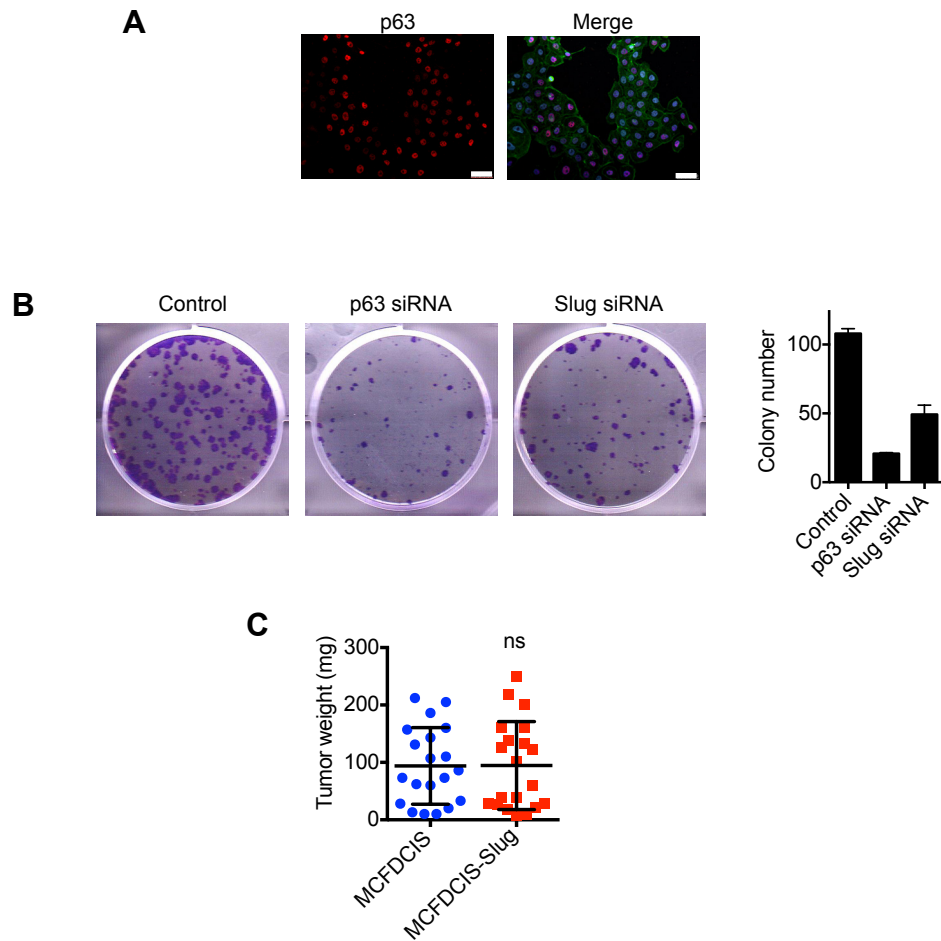 A
p63
Merge
B
Control
p63 siRNA
Slug siRNA
Colony number
100
50
0
Control
p63 siRNA
Slug siRNA
C
ns
Tumor weight (mg)
300
200
100
0
MCFDCIS
MCFDCIS-Slug